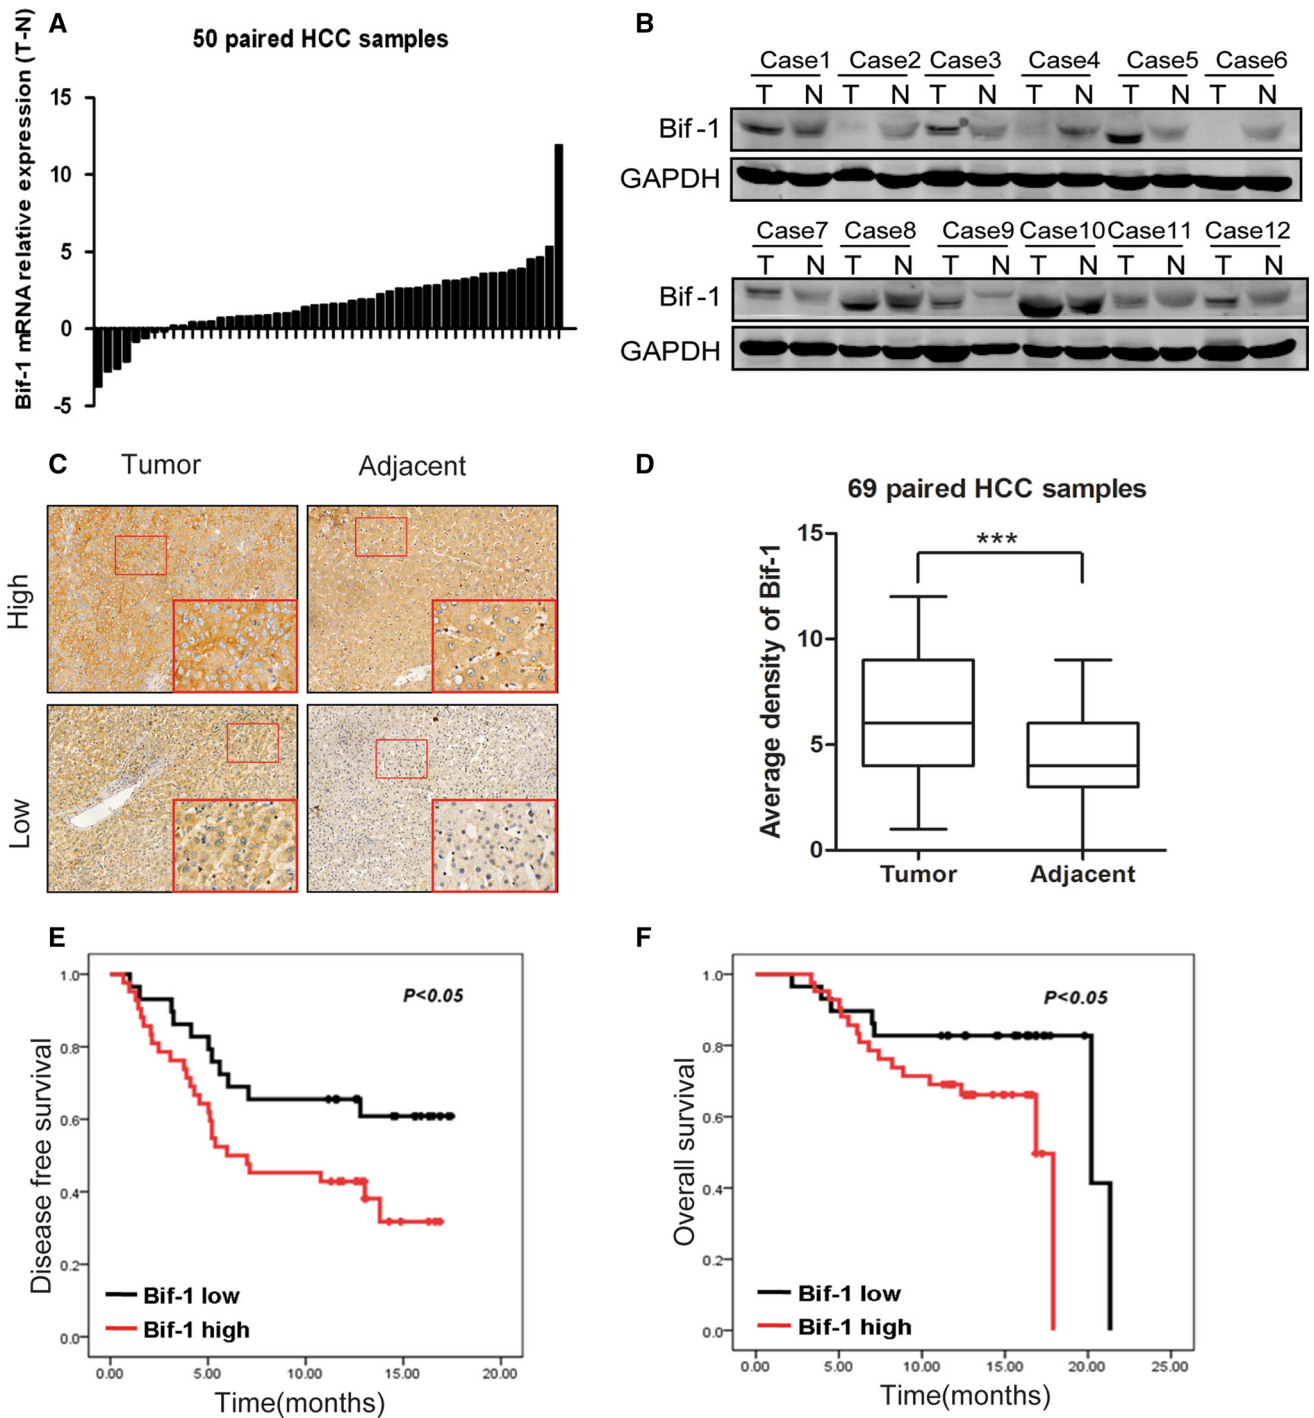 A
50 paired HCC samples
Bif-1 mRNA relative expression (T-N)
15
10
5
0
-5
B
Case1 Case2 Case3 Case4 Case5 Case6
T N T N T N T N T N T N
Bif-1
GAPDH
Case7 Case8 Case9 Case10 Case11 Case12
T N T N T N T N T N T N
Bif-1
GAPDH
C
Tumor Adjacent
High
Low
D
69 paired HCC samples
Average density of Bif-1
15
***
10
5
0
Tumor Adjacent
E
Disease free survival
1.0
P<0.05
0.8
0.6
0.4
0.2
0.0
Bif-1 low
Bif-1 high
0.00 5.00 10.00 15.00 20.00
Time(months)
F
Overall survival
1.0
P<0.05
0.8
0.6
0.4
0.2
0.0
Bif-1 low
Bif-1 high
0.00 5.00 10.00 15.00 20.00 25.00
Time(months)